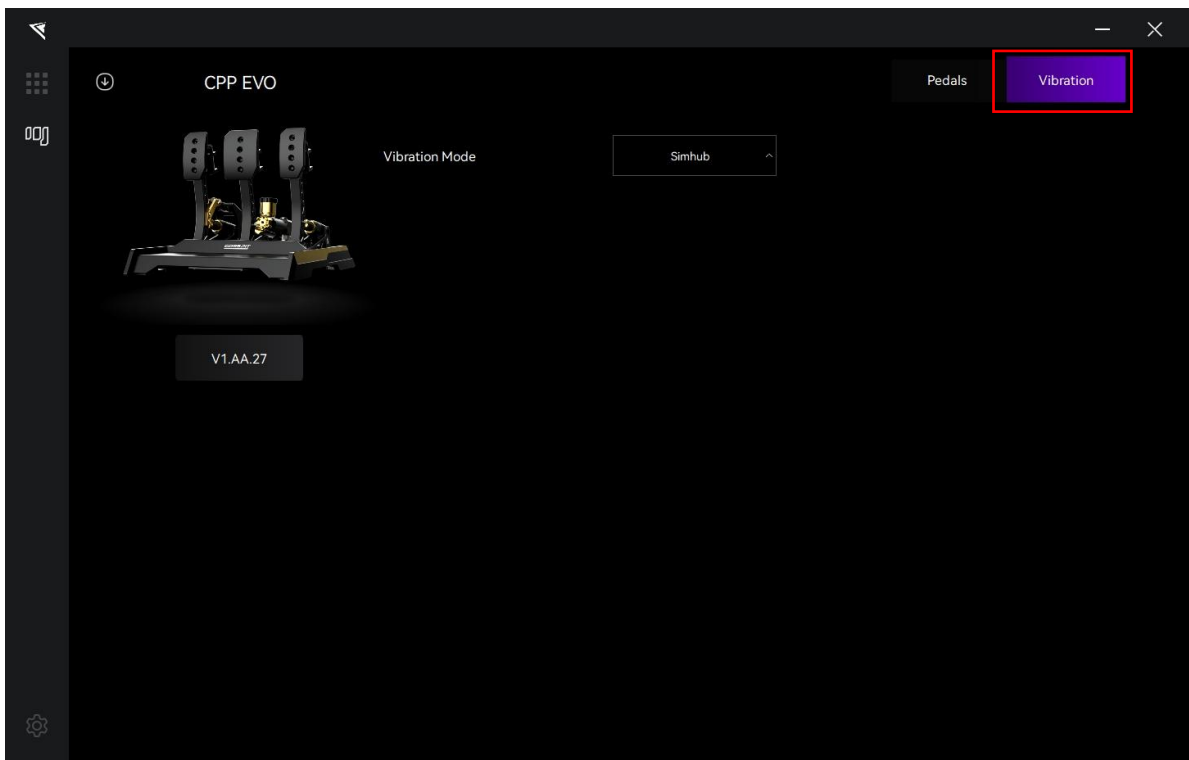 CPP EVO
Pedals
Vibration
Vibration Mode
Simhub
V1.AA.27